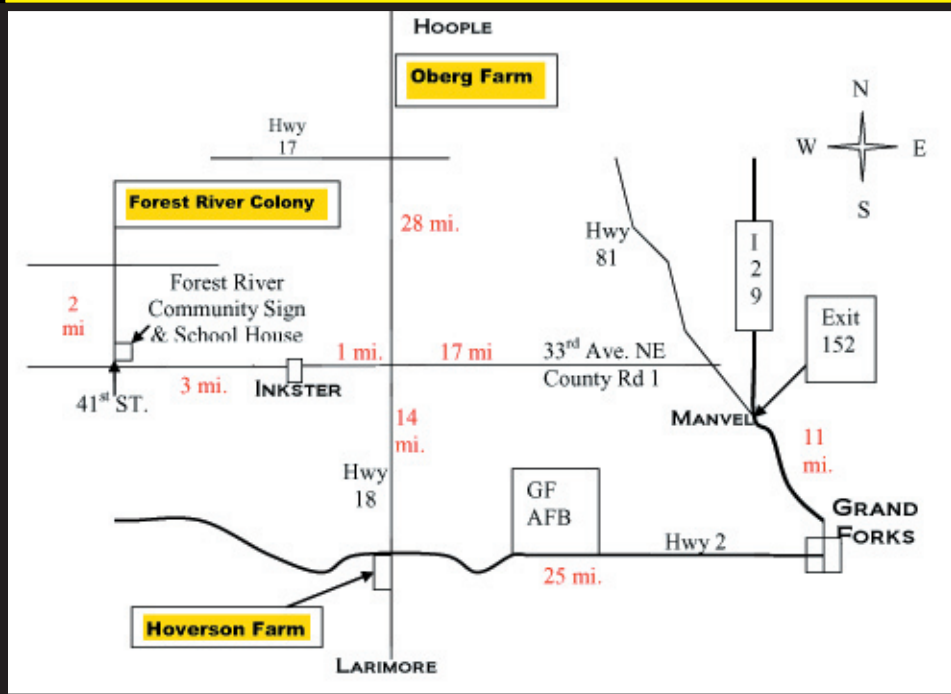 HOOPLE
Oberg Farm
N
Hwy
17
W E
S
Forest River Colony
28 mi.
Hwy
81
I
2
9
Forest River
Community Sign
& School House
2
mi
Exit
152
1 mi.
17 mi
33rd Ave. NE
County Rd 1
3 mi.
INKSTER
41st ST.
MANVEL
14
mi.
11
mi.
Hwy
18
GF
AFB
GRAND
FORKS
Hwy 2
25 mi.
Hoverson Farm
LARIMORE